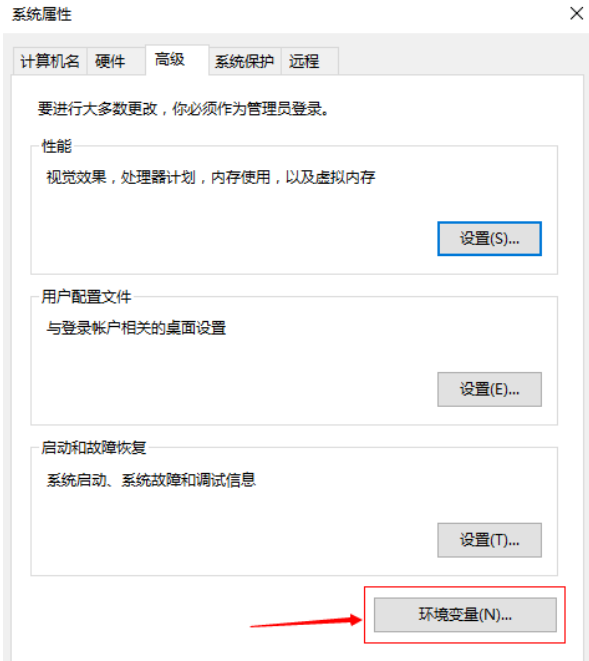 系统属性
计算机名 硬件 高级 系统保护 远程
要进行大多数更改，你必须作为管理员登录。
性能
视觉效果，处理器计划，内存使用，以及虚拟内存
设置(S)...
用户配置文件
与登录帐户相关的桌面设置
设置(E)...
启动和故障恢复
系统启动、系统故障和调试信息
设置(T)...
环境变量(N)...